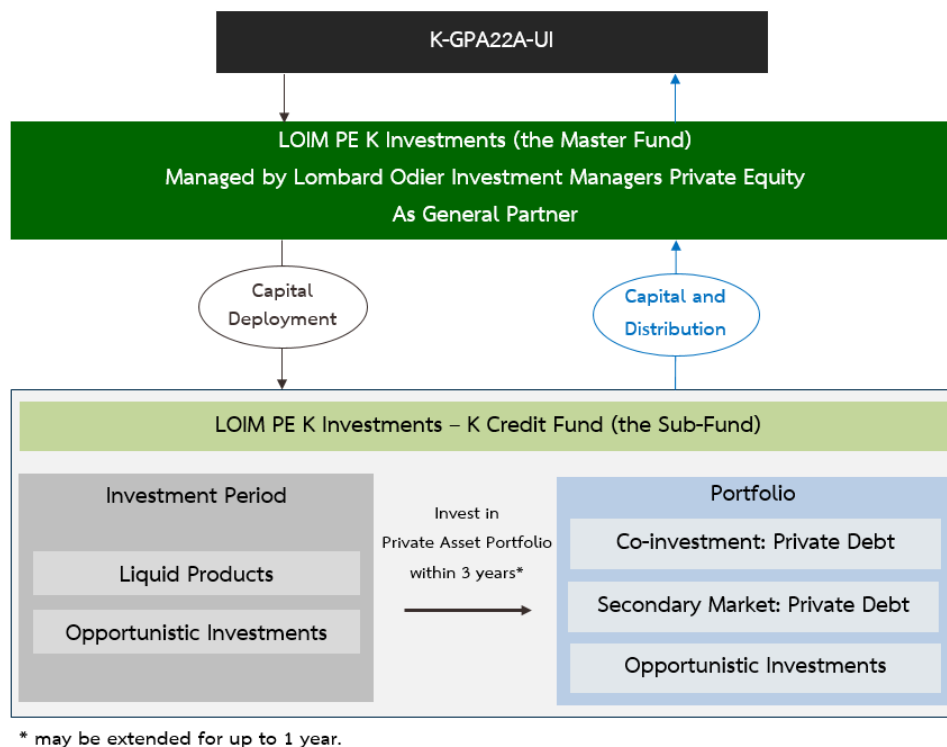 K-GPA22A-UI
LOIM PE K Investments (the Master Fund)
Managed by Lombard Odier Investment Managers Private Equity
As General Partner
Capital
Deployment
Capital and
Distribution
LOIM PE K Investments – K Credit Fund (the Sub-Fund)
Investment Period
Liquid Products
Opportunistic Investments
Invest in
Private Asset Portfolio
within 3 years*
Portfolio
Co-investment: Private Debt
Secondary Market: Private Debt
Opportunistic Investments
* may be extended for up to 1 year.